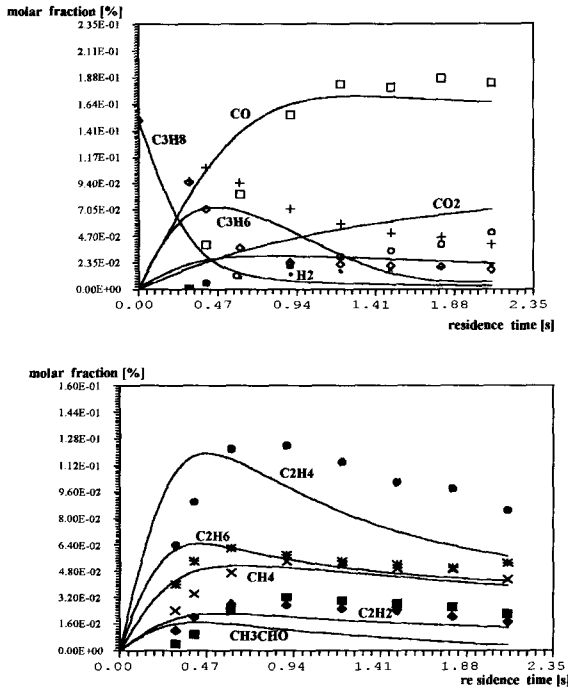 molar fraction [%]
2.35E-01
2.12E-01
1.88E-01
1.64E-01
1.41E-01
1.17E-01
9.40E-02
7.05E-02
4.70E-02
2.35E-02
0.00E+00
C3H8
CO
C3H6
CO2
H2
0.00 0.47 0.94 1.41 1.88 2.35
residence time [s]
molar fraction [%]
1.60E-01
1.44E-01
1.28E-01
1.12E-01
9.60E-02
8.00E-02
6.40E-02
4.80E-02
3.20E-02
1.60E-02
0.00E+00
C2H4
C2H6
CH4
C2H2
CH3CHO
0.00 0.47 0.94 1.41 1.88 2.35
residence time [s]